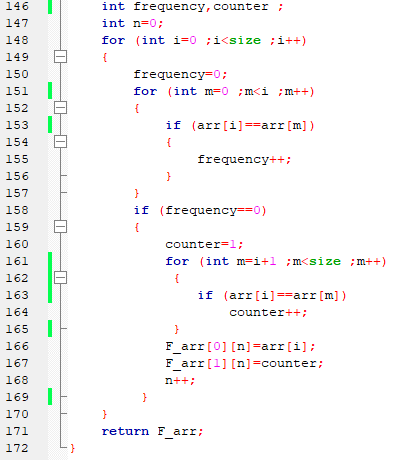 146 int frequency,counter ;
147 int n=0;
148 for (int i=0 ;i<size ;i++)
149 {
150 frequency=0;
151 for (int m=0 ;m<i ;m++)
152 {
153 if (arr[i]==arr[m])
154 {
155 frequency++;
156 }
157 }
158 if (frequency==0)
159 {
160 counter=1;
161 for (int m=i+1 ;m<size ;m++)
162 {
163 if (arr[i]==arr[m])
164 counter++;
165 }
166 F_arr[0][n]=arr[i];
167 F_arr[1][n]=counter;
168 n++;
169 }
170 }
171 return F_arr;
172 }